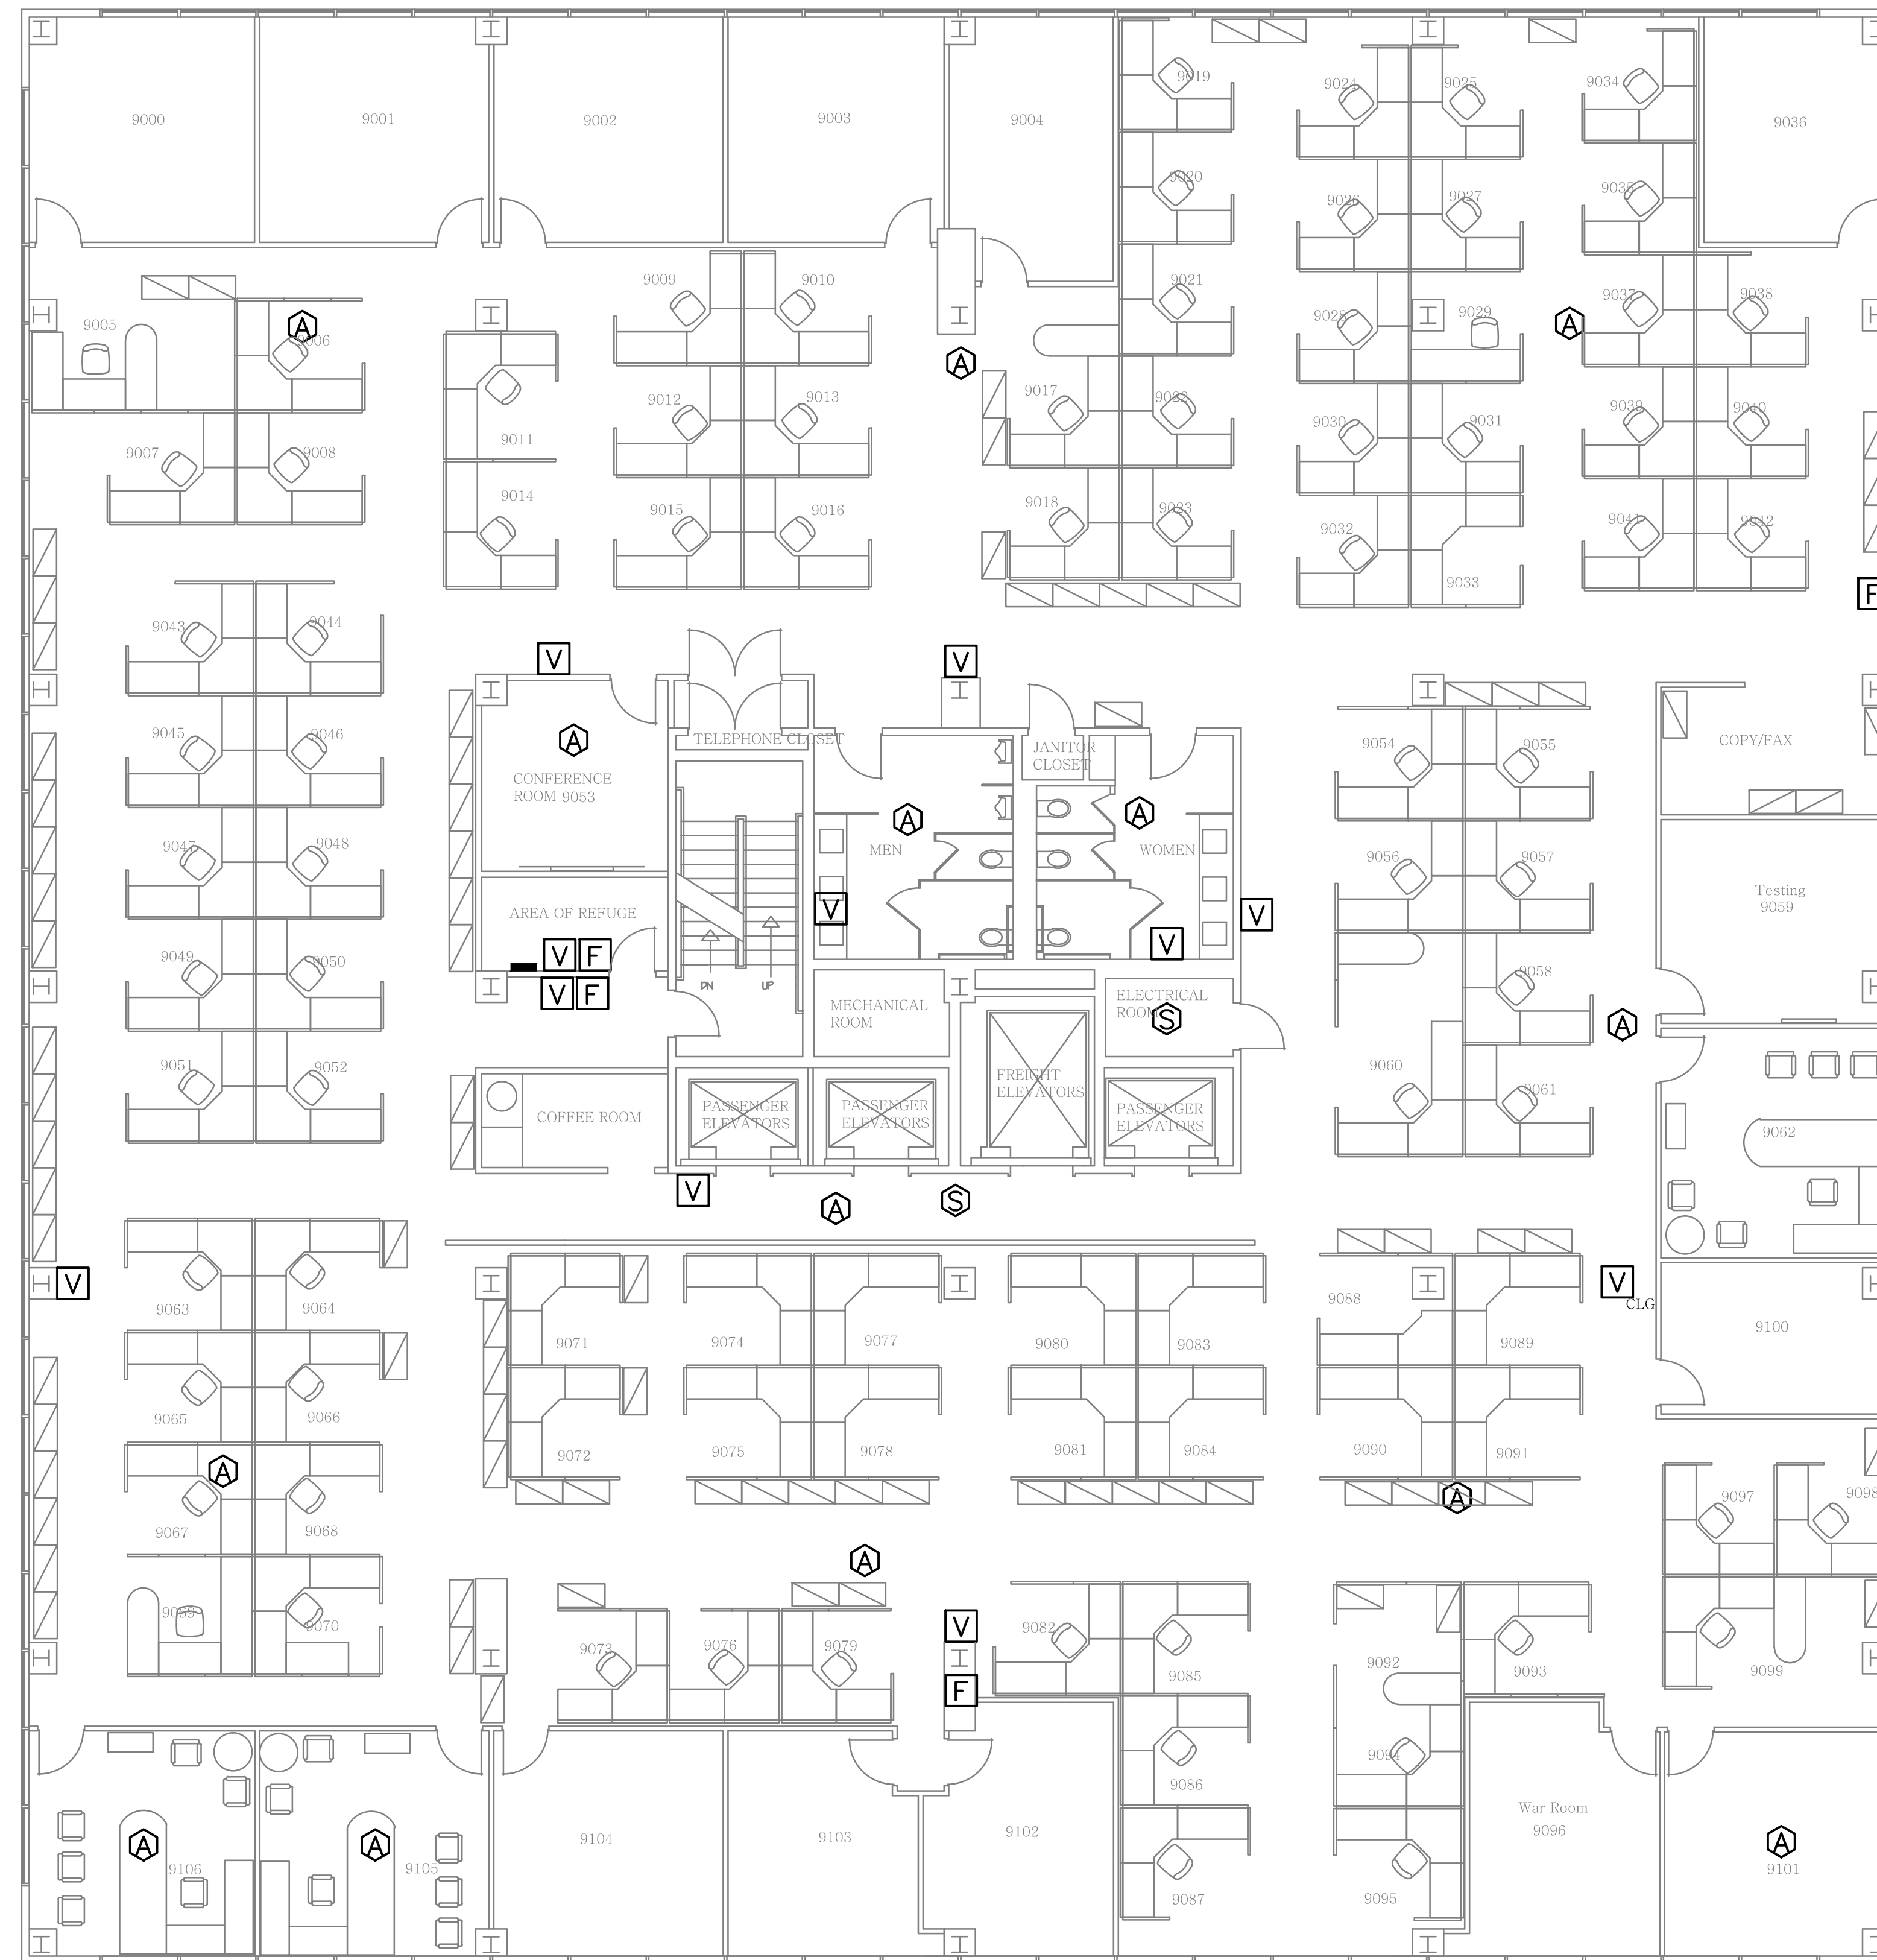 9000
9001
9002
9003
9004
9019
9024
9025
9034
9036
9020
9026
9027
9035
9005
A
9006
9009
9010
A
9021
9028
9029
A
9037
9038
9007
9008
9011
9012
9013
9017
9022
9030
9031
9039
9040
9014
9015
9016
9018
9023
9032
9033
9041
9042
F
9043
9044
V
V
9045
9046
A
CONFERENCE
ROOM 9053
TELEPHONE CLOSET
JANITOR
CLOSET
9054
9055
COPY/FAX
9047
9048
A
MEN
A
WOMEN
9056
9057
Testing
9059
AREA OF REFUGE
V
V
V
9049
9050
V F
V F
DN
UP
MECHANICAL
ROOM
ELECTRICAL
ROOM
S
9058
A
9051
9052
COFFEE ROOM
PASSENGER
ELEVATORS
PASSENGER
ELEVATORS
FREIGHT
ELEVATORS
PASSENGER
ELEVATORS
9060
9061
9062
V
A
S
V
9063
9064
9071
9074
9077
9080
9083
9088
9089
V
CLG
9100
9065
9066
9072
9075
9078
9081
9084
9090
9091
A
A
9067
9068
A
9097
9098
9069
9070
9073
9076
9079
V
F
9082
9085
9092
9093
9099
9086
9094
A
9106
A
9105
9104
9103
9102
9087
9095
War Room
9096
A
9101